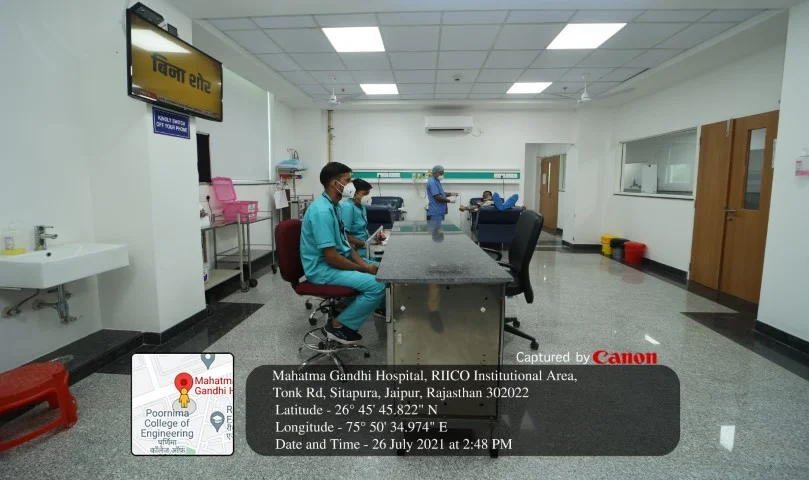 बिना शोर
KINDLY SWITCH
OFF YOUR PHONE
Captured by Canon
Mahatma Gandhi Hospital, RIICO Institutional Area,
Tonk Rd, Sitapura, Jaipur, Rajasthan 302022
Latitude - 26° 45' 45.822" N
Longitude - 75° 50' 34.974" E
Date and Time - 26 July 2021 at 2:48 PM
Mahatm
Gandhi H
Poornima
College of
Engineering
पूर्णिमा